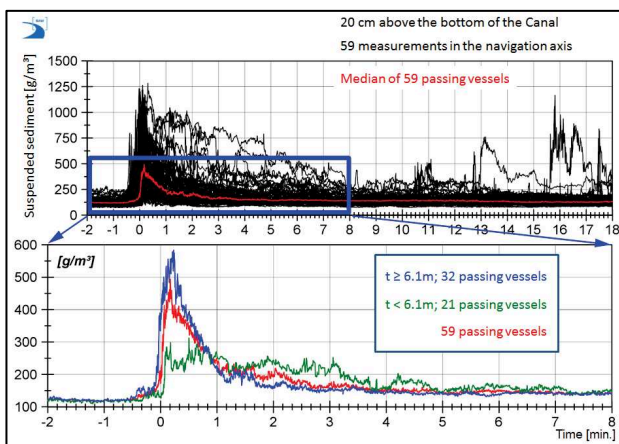 20 cm above the bottom of the Canal
59 measurements in the navigation axis
Median of 59 passing vessels
Suspended sediment [g/m³]
1500
1250
1000
750
500
250
0
-2 -1 0 1 2 3 4 5 6 7 8 9 10 11 12 13 14 15 16 17 18
600
[g/m³]
500
400
300
200
100
t ≥ 6.1m; 32 passing vessels
t < 6.1m; 21 passing vessels
59 passing vessels
-2 -1 0 1 2 3 4 5 6 7 8
Time [min.]